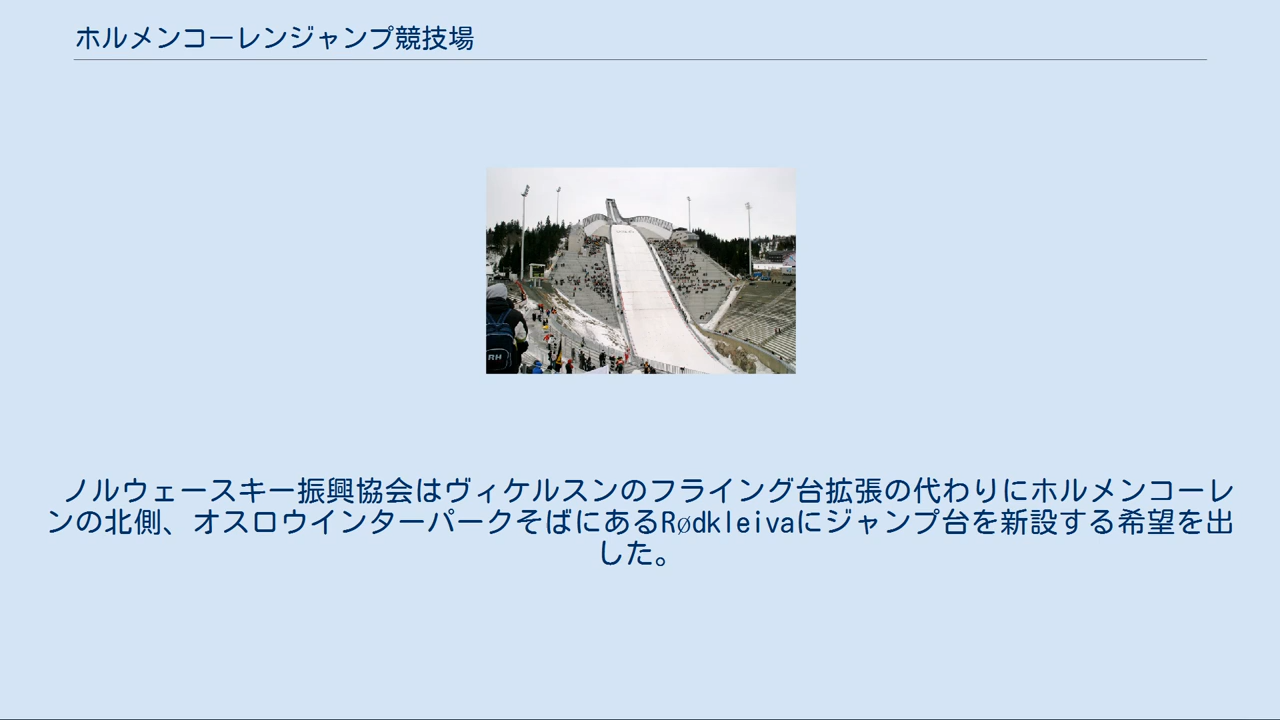 ホルメンコーレンジャンプ競技場
RH
ノルウェースキー振興協会はヴィケルスンのフライング台拡張の代わりにホルメンコーレ
ンの北側、オスロウインターパークそばにあるRødkleivaにジャンプ台を新設する希望を出
した。